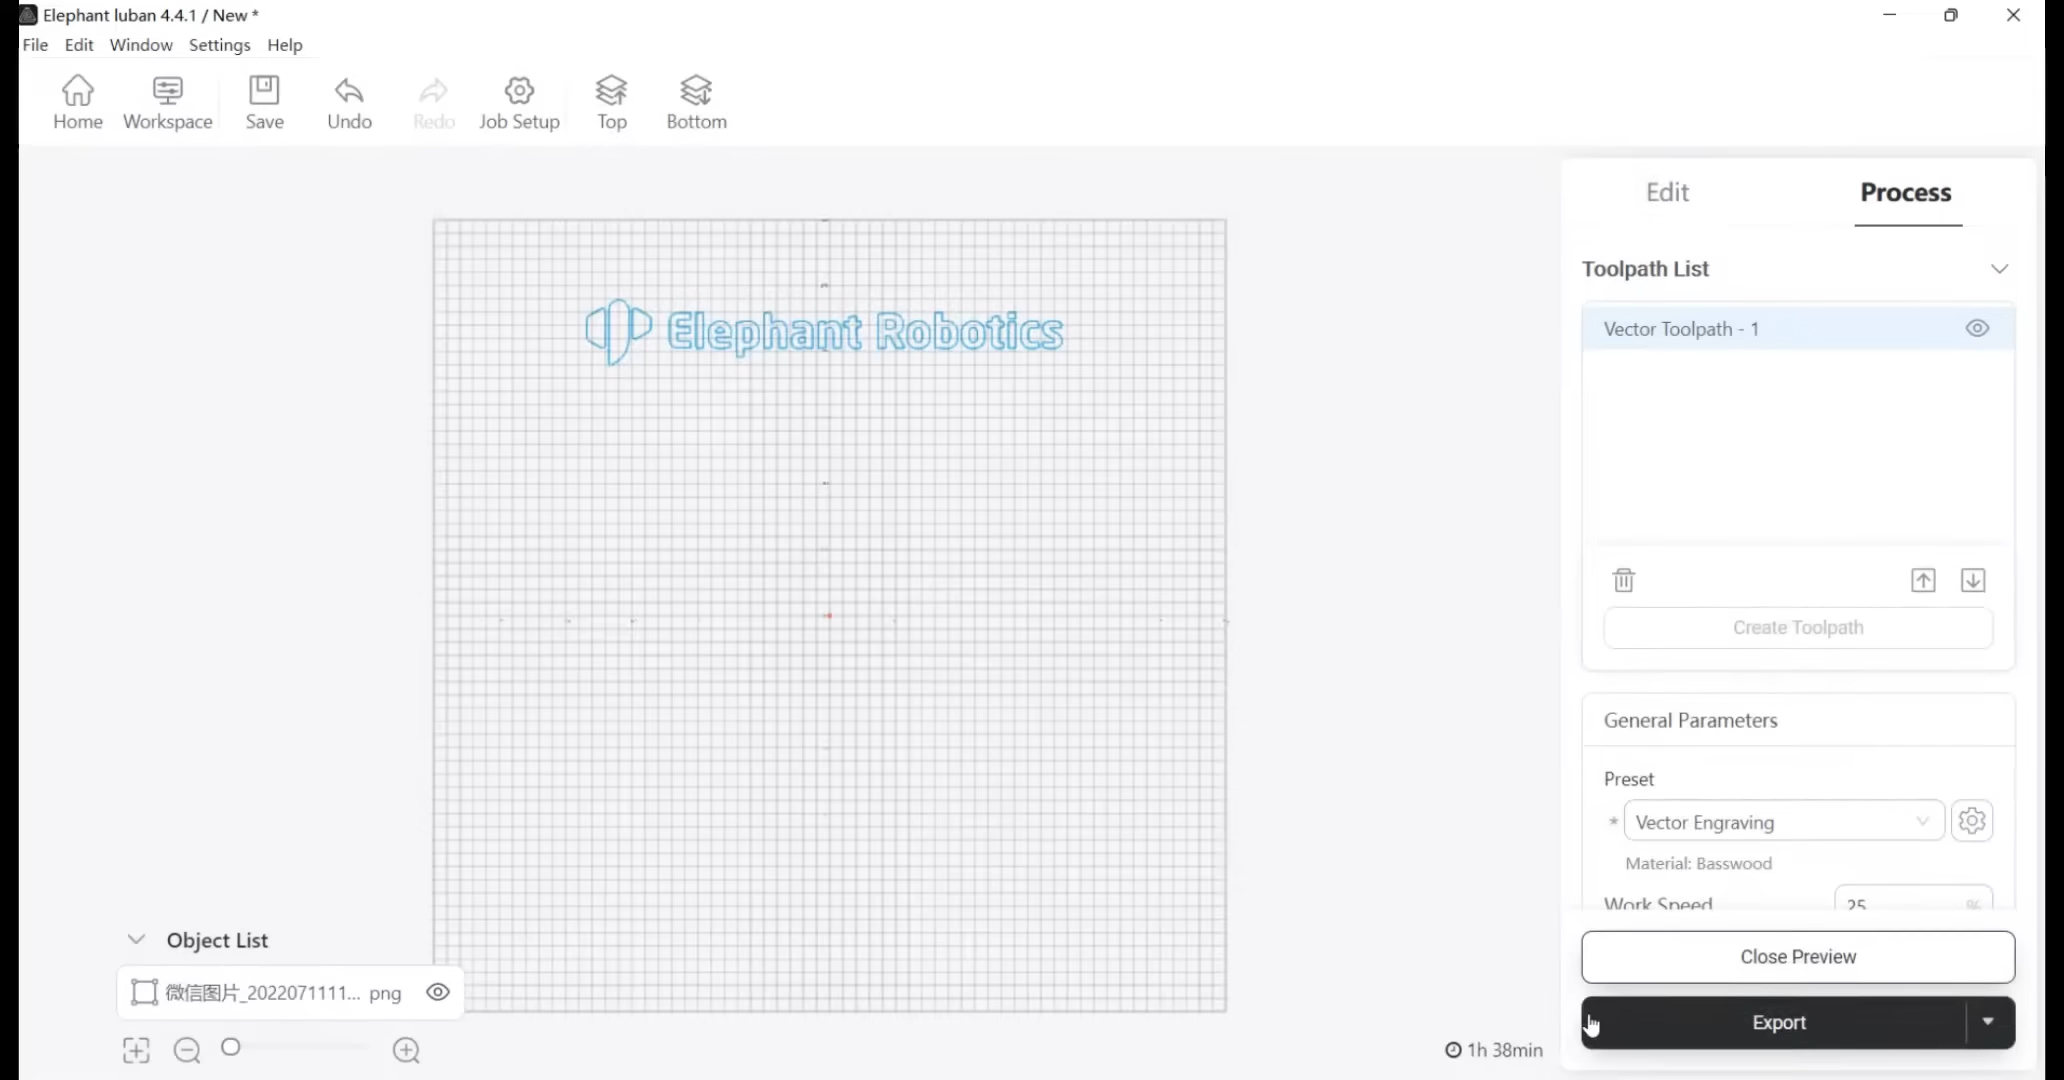 Elephant luban 4.4.1 / New *
File Edit Window Settings Help
Home Workspace Save Undo Redo Job Setup Top Bottom
Edit Process
Toolpath List
Vector Toolpath - 1
Elephant Robotics
Create Toolpath
General Parameters
Preset
* Vector Engraving
Material: Basswood
Work Speed 25 %
Object List
Close Preview
微信图片_2022071111... png
Export
1h 38min